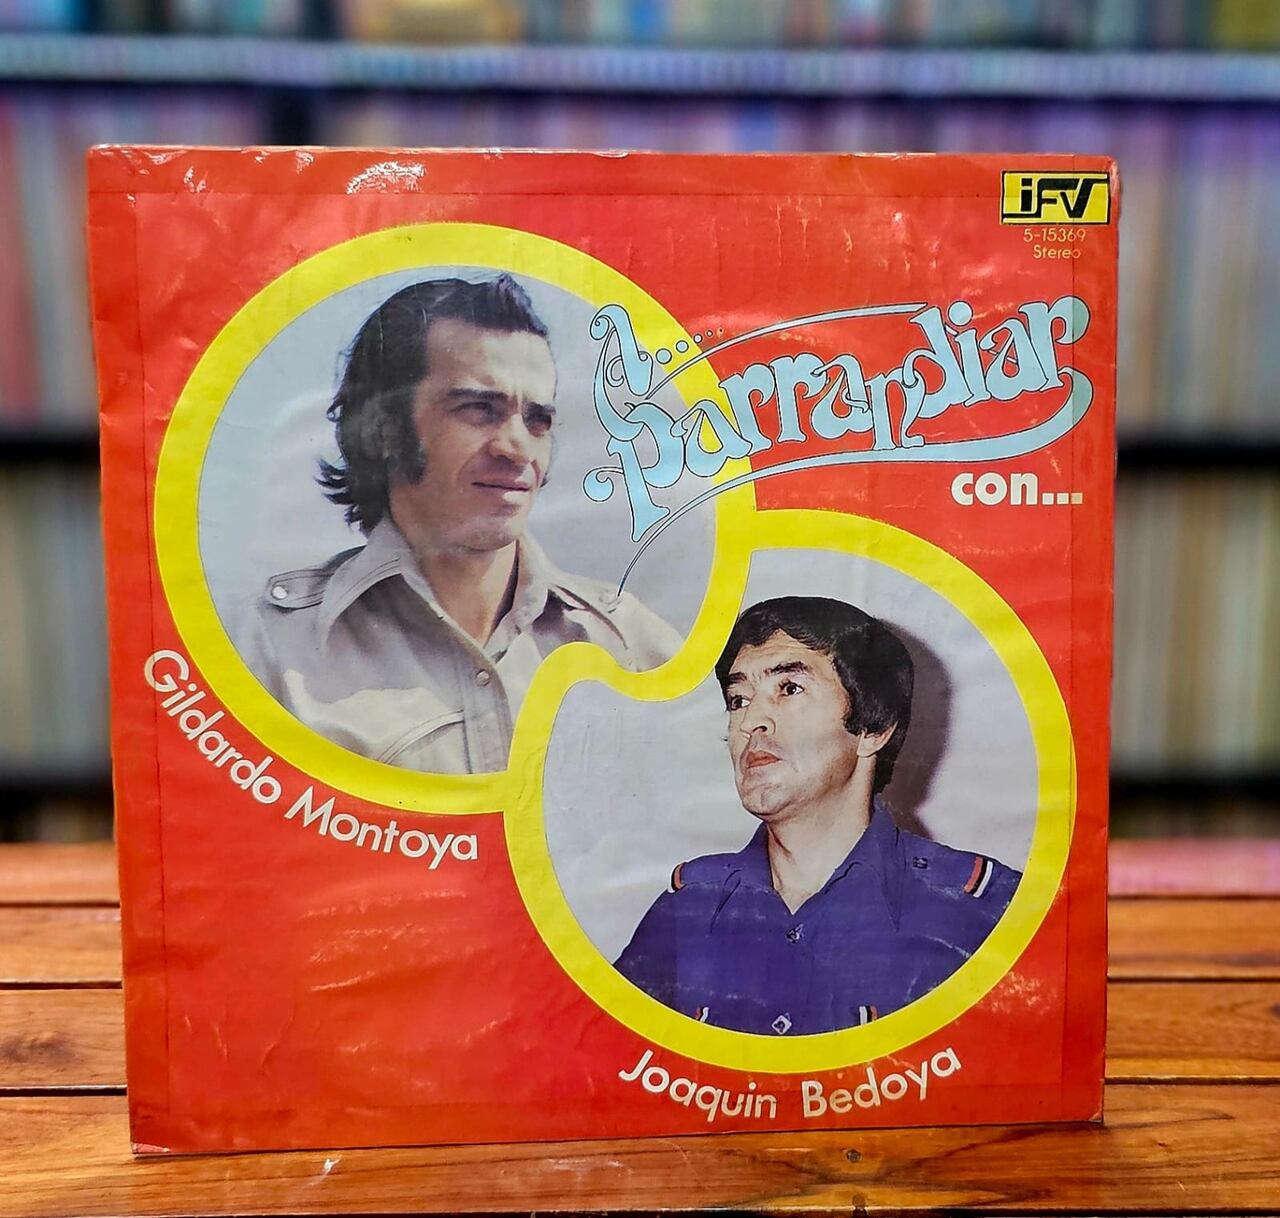 iFV
5-15369
Stereo
a.....
Parrandiar
con...
Gildardo Montoya
Joaquin Bedoya